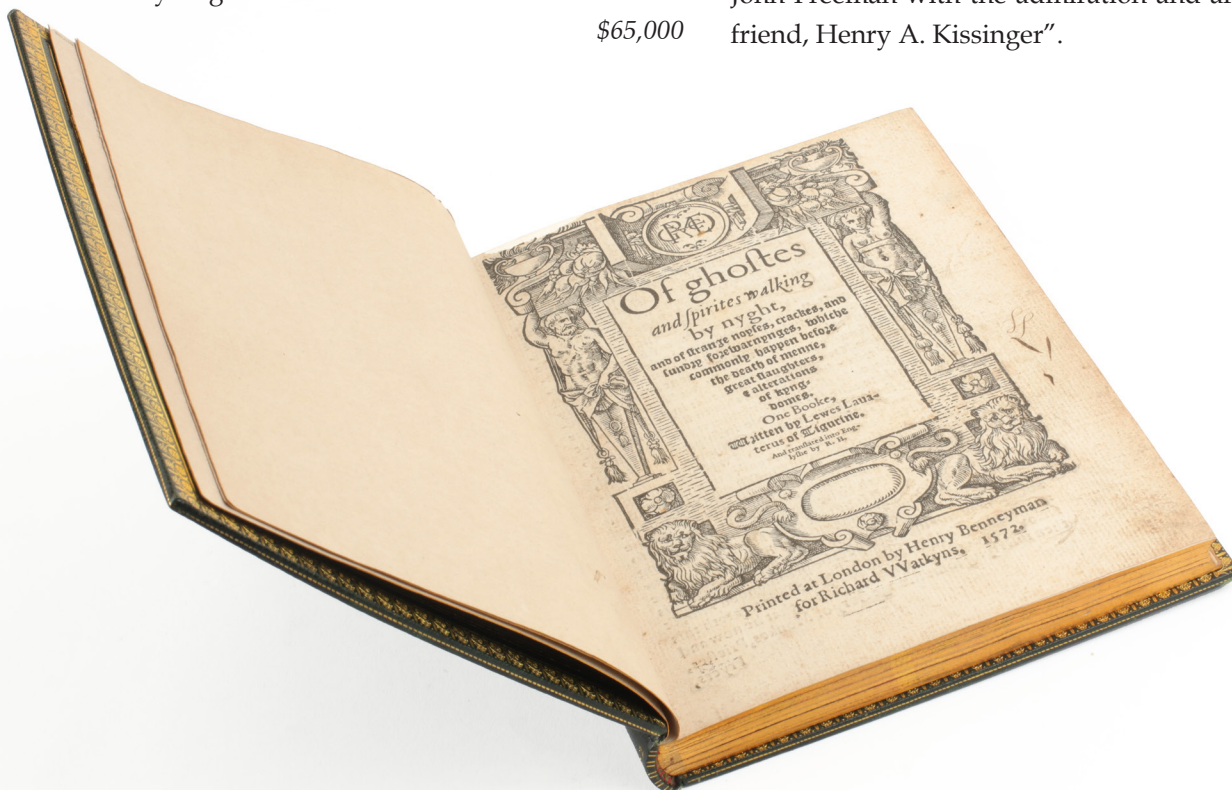 $65,000
friend, Henry A. Kissinger”.
Of ghoſtes
and ſpirites walking
by nyght,
and of ſtrange noyſes, crackes, and
ſundry forewarnynges, whiche
commonly happen before
the death of menne,
great ſlaughters,
& alterations
of kyng-
domes.
One Booke,
Written by Lewes Laua-
terus of Tigurine.
And tranſlated into Eng-
lyſhe by R. H.
Printed at London by Henry Benneyman
for Richard VVatkyns. 1572.